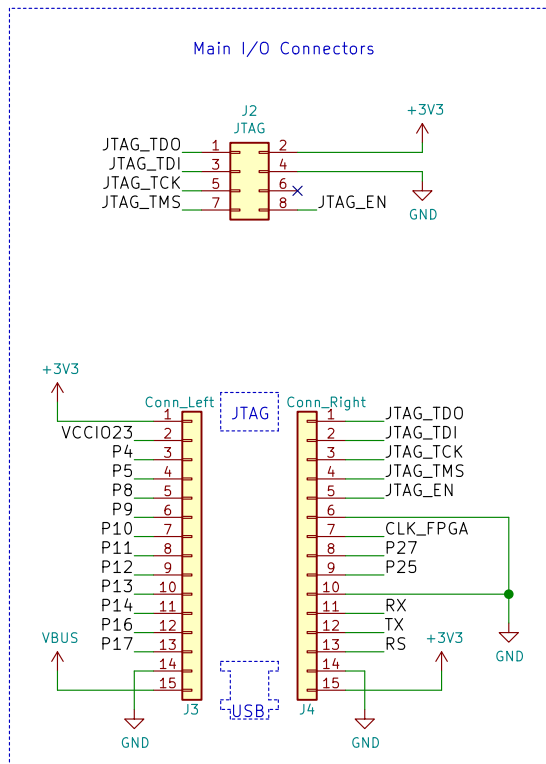 Main I/O Connectors
J2
JTAG
+3V3
JTAG_TDO 1 2
JTAG_TDI 3 4
JTAG_TCK 5 6
JTAG_TMS 7 8 JTAG_EN
GND
+3V3
Conn_Left JTAG Conn_Right
1 1 JTAG_TDO
VCCIO23 2 2 JTAG_TDI
P4 3 3 JTAG_TCK
P5 4 4 JTAG_TMS
P8 5 5 JTAG_EN
P9 6 6
P10 7 7 CLK_FPGA
P11 8 8 P27
P12 9 9 P25
P13 10 10
P14 11 11 RX
P16 12 12 TX
P17 13 13 RS
VBUS +3V3
GND
14 14
15 15
J3 USB J4
GND GND